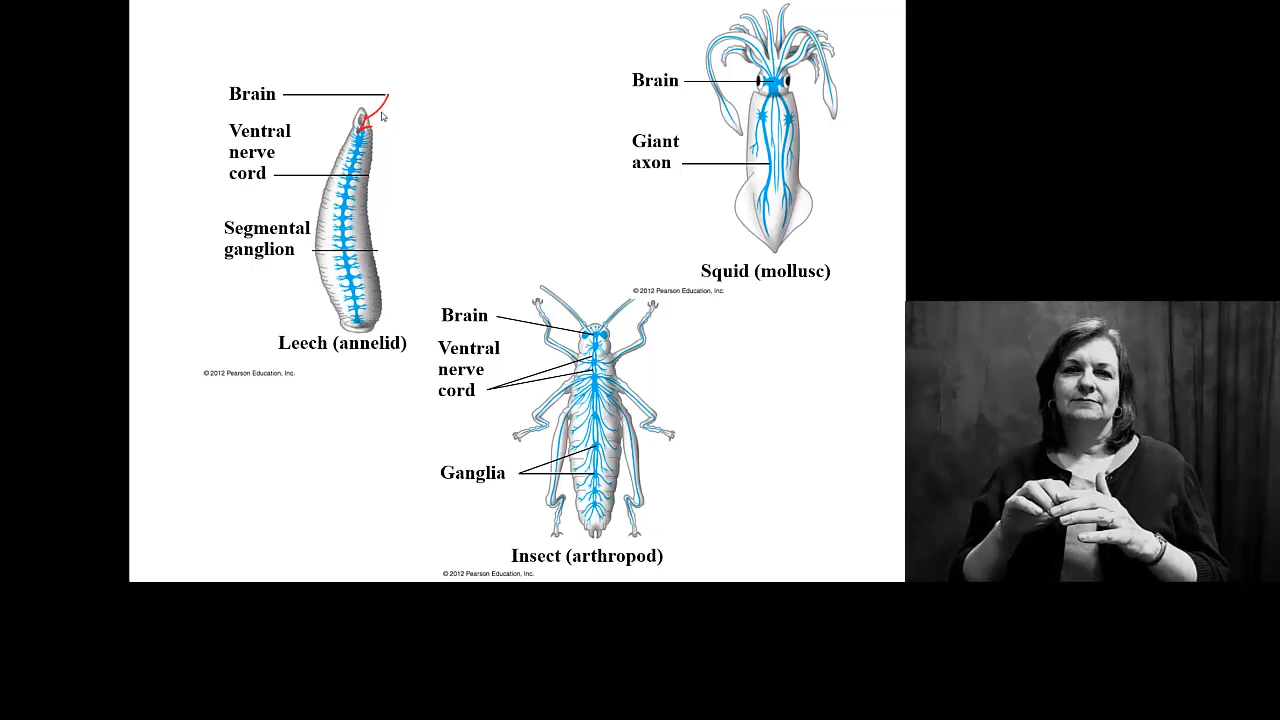 Brain
Ventral
nerve
cord
Segmental
ganglion
Leech (annelid)
© 2012 Pearson Education, Inc.
Brain
Giant
axon
Squid (mollusc)
© 2012 Pearson Education, Inc.
Brain
Ventral
nerve
cord
Ganglia
Insect (arthropod)
© 2012 Pearson Education, Inc.